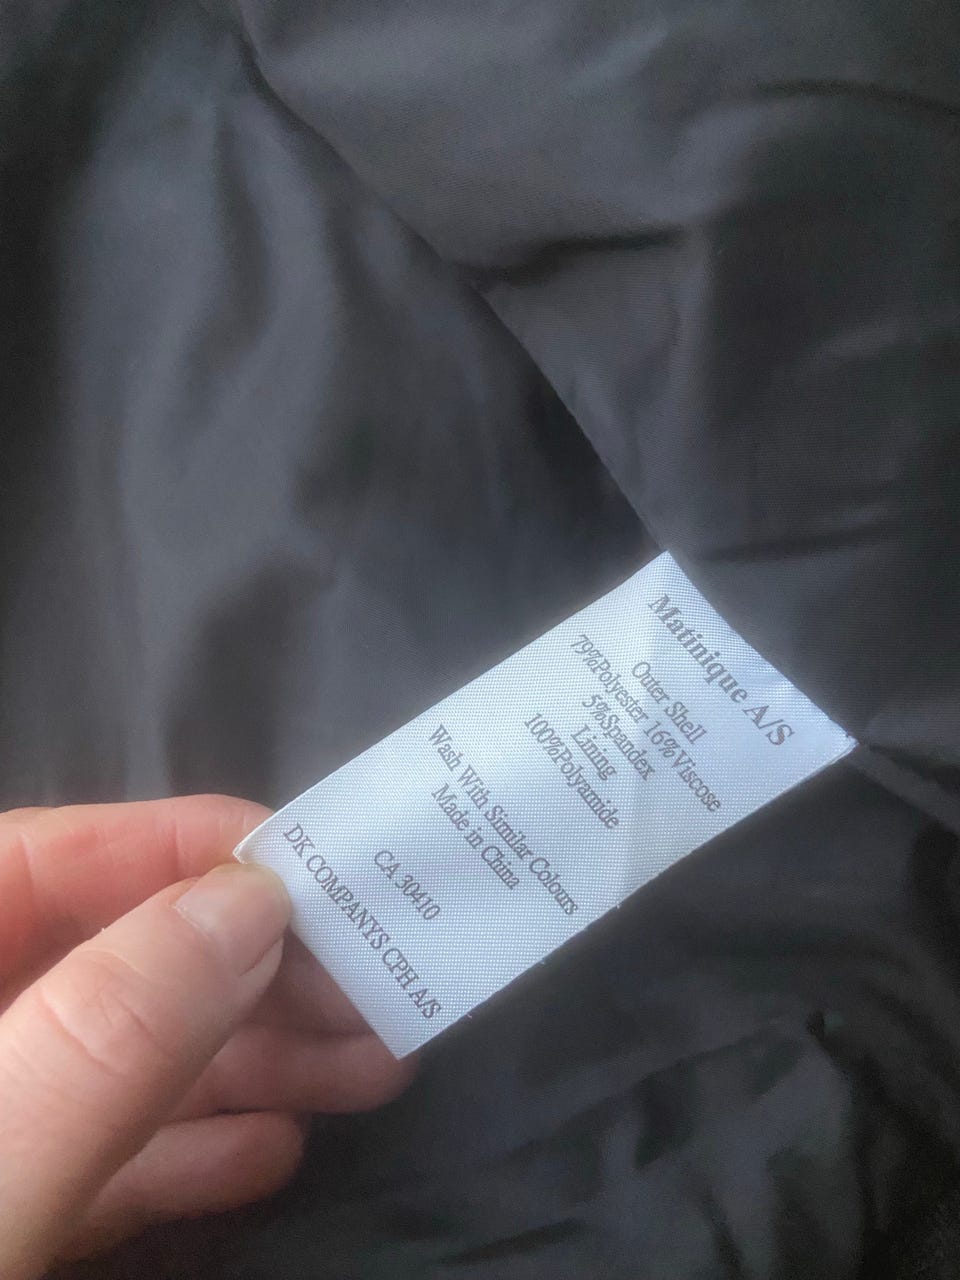 Matinique A/S
Outer Shell
79%Polyester 16%Viscose
5%Spandex
Lining
100%Polyamide
Wash With Similar Colours
Made in China
CA 30410
DK COMPANYS CPH A/S